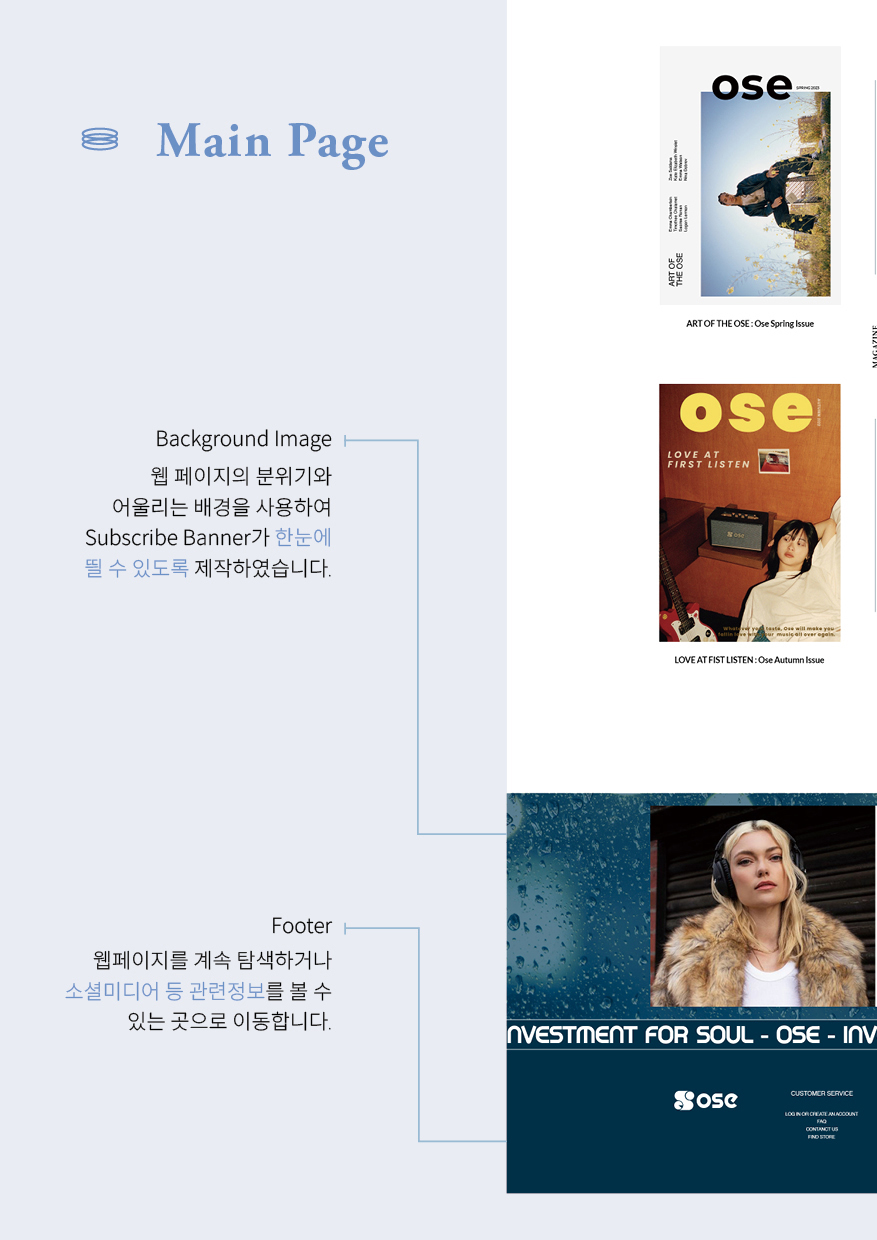 Main Page
Background Image
웹 페이지의 분위기와
어울리는 배경을 사용하여
Subscribe Banner가 한눈에
띌 수 있도록 제작하였습니다.
Footer
웹페이지를 계속 탐색하거나
소셜미디어 등 관련정보를 볼 수
있는 곳으로 이동합니다.
ose
SPRING 2023
ART OF
THE OSE
ART OF THE OSE : Ose Spring Issue
MAGAZINE
ose
LOVE AT
FIRST LISTEN
ose
Whatever your taste, Ose will make you
music all over again.
LOVE AT FIST LISTEN : Ose Autumn Issue
NVESTMENT FOR SOUL - OSE - INV
ose
CUSTOMER SERVICE
LOG IN OR CREATE AN ACCOUNT
FAQ
CONTANCT US
FIND STORE